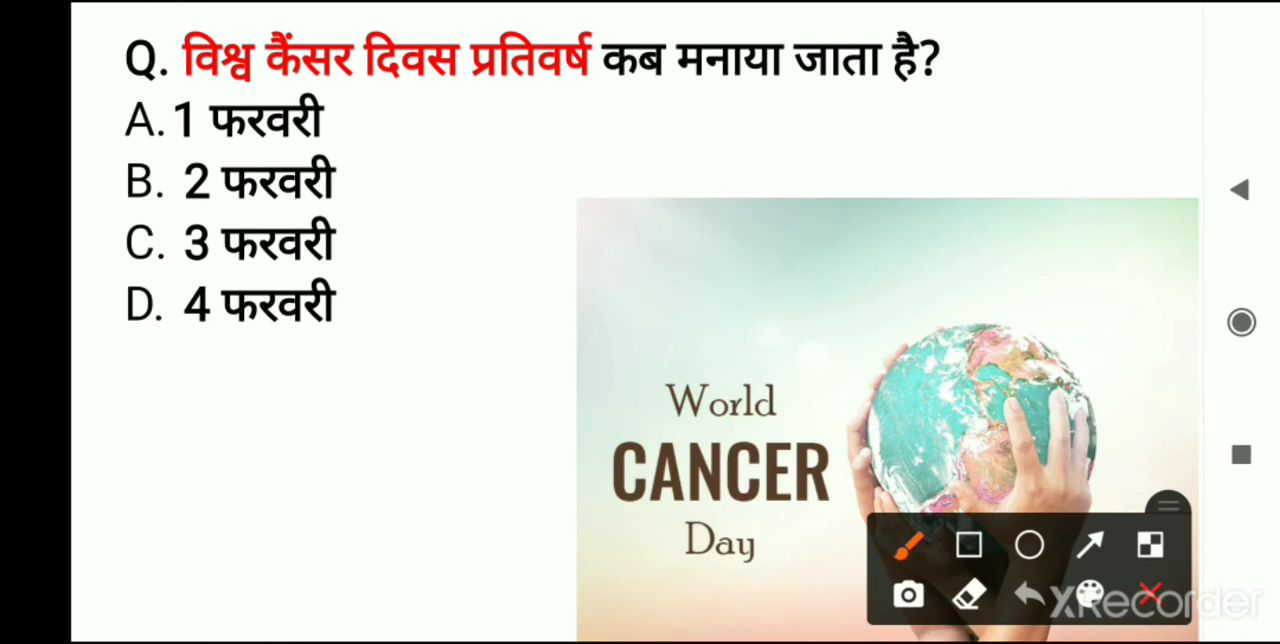 Q. विश्व कैंसर दिवस प्रतिवर्ष कब मनाया जाता है?
A. 1 फरवरी
B. 2 फरवरी
C. 3 फरवरी
D. 4 फरवरी
World
CANCER
Day
XRecorder